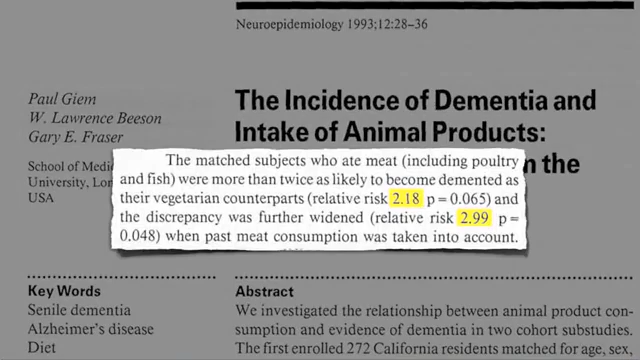 Neuroepidemiology 1993;12:28–36
Paul Giem
W. Lawrence Beeson
Gary E. Fraser
The Incidence of Dementia and
Intake of Animal Products:
the
School of
University,
USA
The matched subjects who ate meat (including poultry
and fish) were more than twice as likely to become demented as
their vegetarian counterparts (relative risk 2.18 p = 0.065) and
the discrepancy was further widened (relative risk 2.99 p =
0.048) when past meat consumption was taken into account.
Key Words
Senile dementia
Alzheimer's disease
Diet
Abstract
We investigated the relationship between animal product con-
sumption and evidence of dementia in two cohort studies.
The first enrolled 272 California residents matched for age, sex,